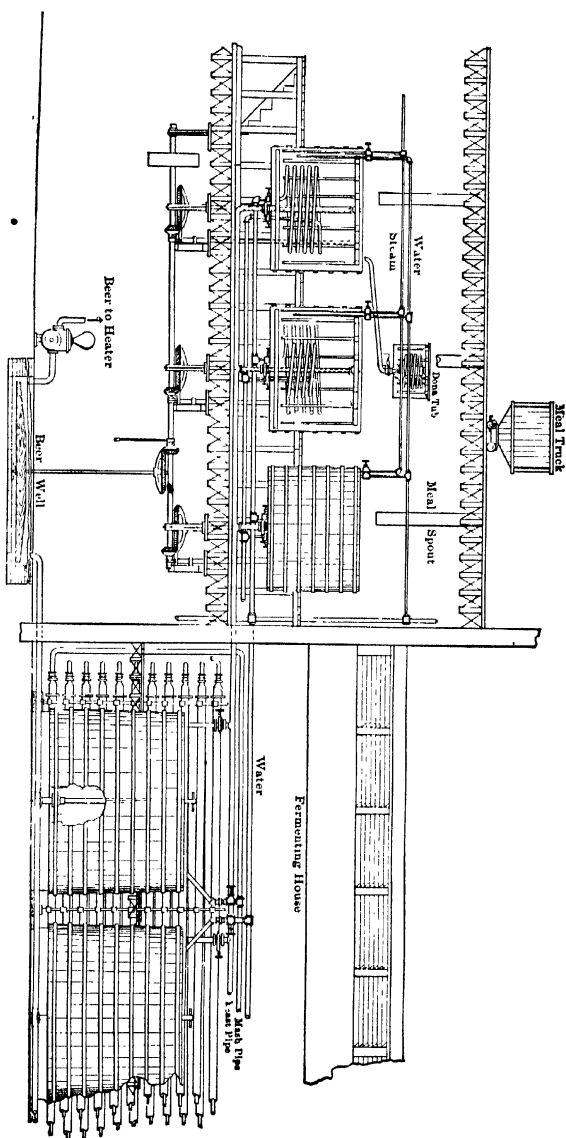 Meal Truck
Dona Tub
Meal Spout
Water
Steam
Beer to Heater
Beer Well
Fermenting House
Water
Mash Pipe
Yeast Pipe